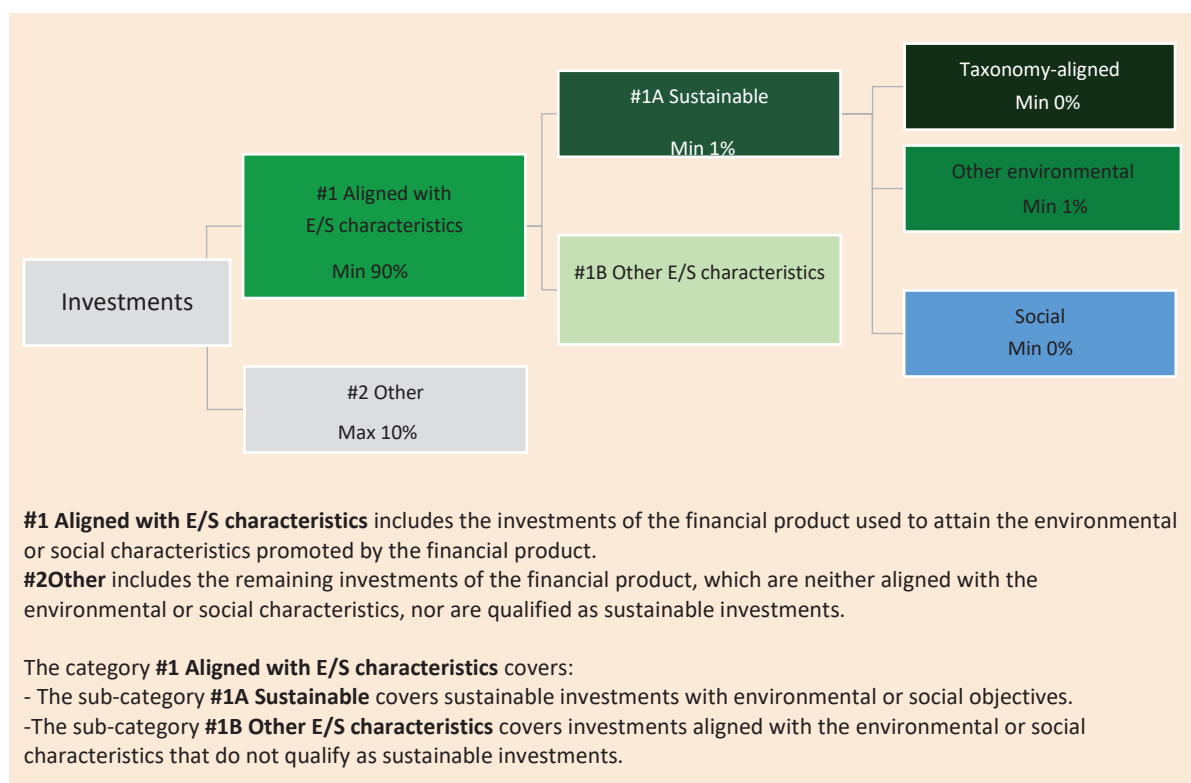 Taxonomy-aligned
Min 0%
#1A Sustainable
Min 1%
Other environmental
Min 1%
#1 Aligned with
E/S characteristics
Min 90%
#1B Other E/S characteristics
Investments
Social
Min 0%
#2 Other
Max 10%
#1 Aligned with E/S characteristics includes the investments of the financial product used to attain the environmental
or social characteristics promoted by the financial product.
#2Other includes the remaining investments of the financial product, which are neither aligned with the
environmental or social characteristics, nor are qualified as sustainable investments.
The category #1 Aligned with E/S characteristics covers:
- The sub-category #1A Sustainable covers sustainable investments with environmental or social objectives.
-The sub-category #1B Other E/S characteristics covers investments aligned with the environmental or social
characteristics that do not qualify as sustainable investments.